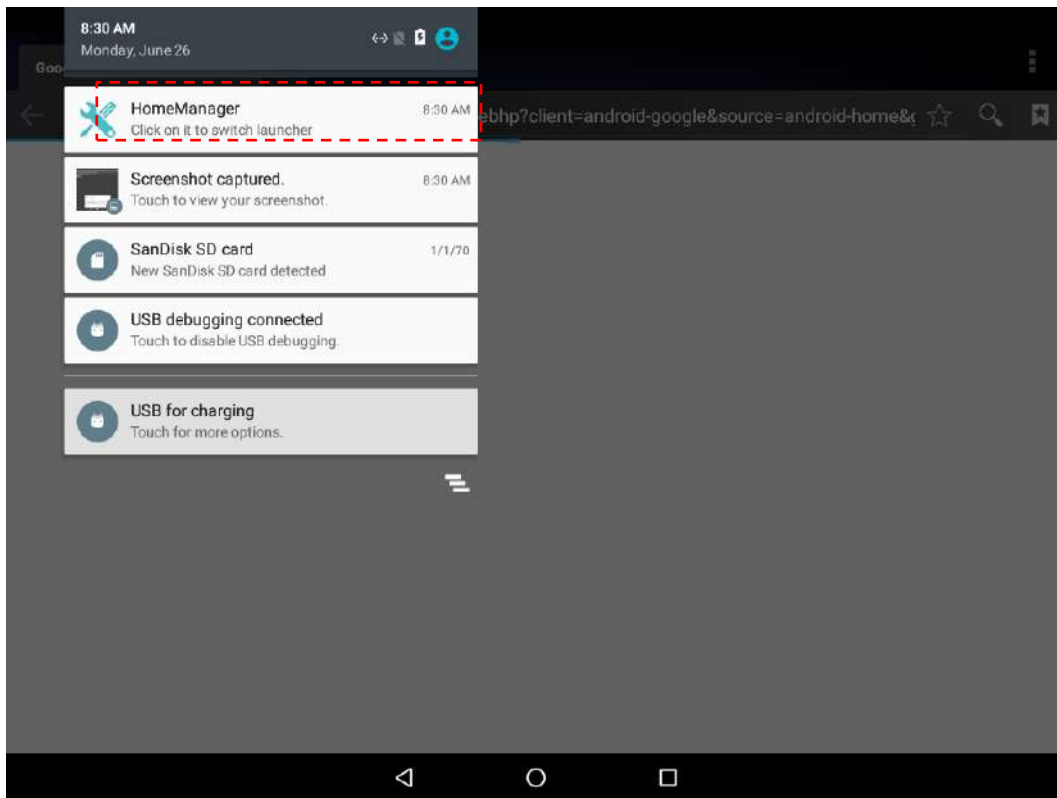 8:30 AM
Monday, June 26
Goo
HomeManager 8:30 AM
Click on it to switch launcher
ebhp?client=android-google&source=android-home&
Screenshot captured. 8:30 AM
Touch to view your screenshot.
SanDisk SD card 1/1/70
New SanDisk SD card detected
USB debugging connected
Touch to disable USB debugging.
USB for charging
Touch for more options.